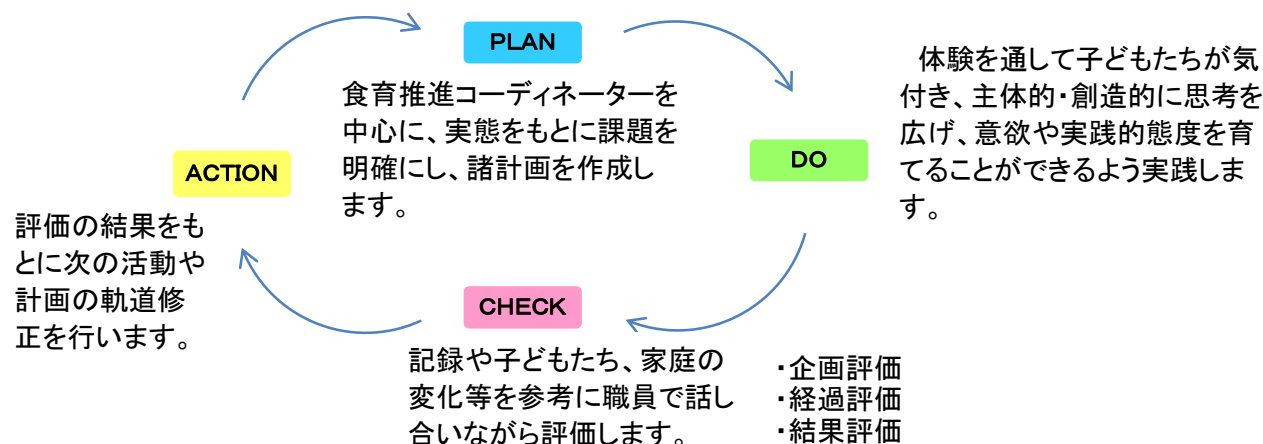 PLAN
食育推進コーディネーターを
中心に、実態をもとに課題を
明確にし、諸計画を作成し
ます。
DO
体験を通して子どもたちが気
付き、主体的・創造的に思考を
広げ、意欲や実践的態度を育
てることができるよう実践しま
す。
CHECK
記録や子どもたち、家庭の
変化等を参考に職員で話し
合いながら評価します。
・企画評価
・経過評価
・結果評価
ACTION
評価の結果をも
とに次の活動や
計画の軌道修
正を行います。